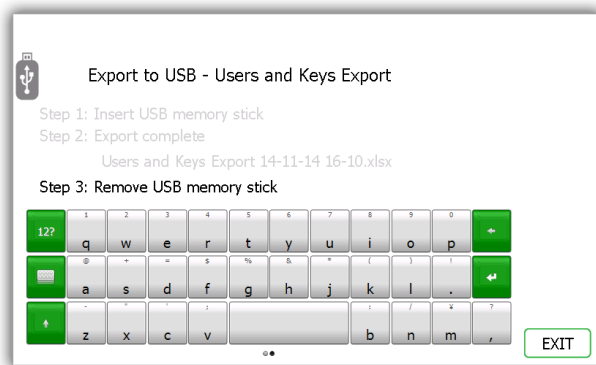 Export to USB - Users and Keys Export
Step 1: Insert USB memory stick
Step 2: Export complete
Users and Keys Export 14-11-14 16-10.xlsx
Step 3: Remove USB memory stick
1 2 3 4 5 6 7 8 9 0
12? q w e r t y u i o p
@ + = $ % & * ( ) !
a s d f g h j k l .
- ' ; : / ¥ ?
z x c v b n m ,
EXIT